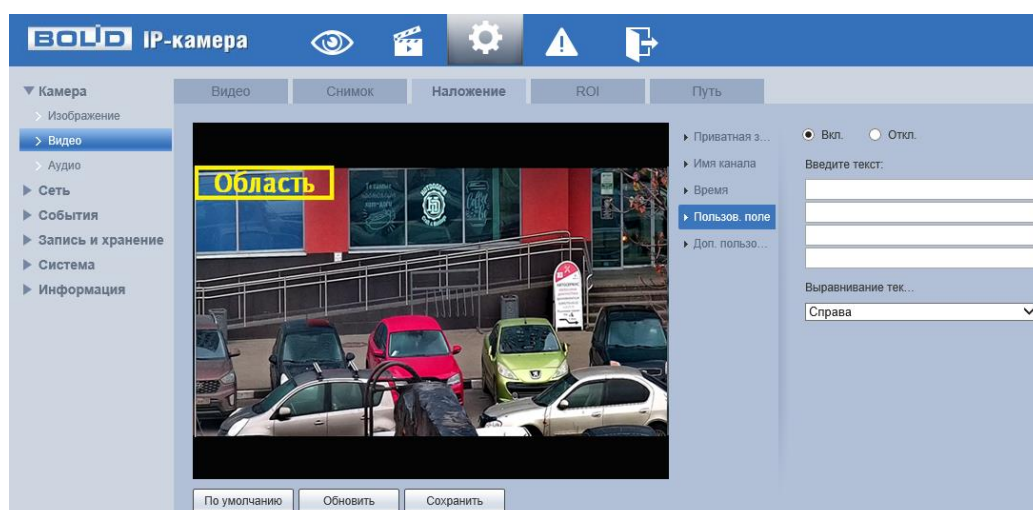 BOLID IP-камера
Камера
Изображение
Видео
Аудио
Сеть
События
Запись и хранение
Система
Информация
Видео
Снимок
Наложение
ROI
Путь
Область
Приватная з...
Имя канала
Время
Пользов. поле
Доп. пользо...
Вкл.
Откл.
Введите текст:
Выравнивание тек...
Справа
По умолчанию
Обновить
Сохранить